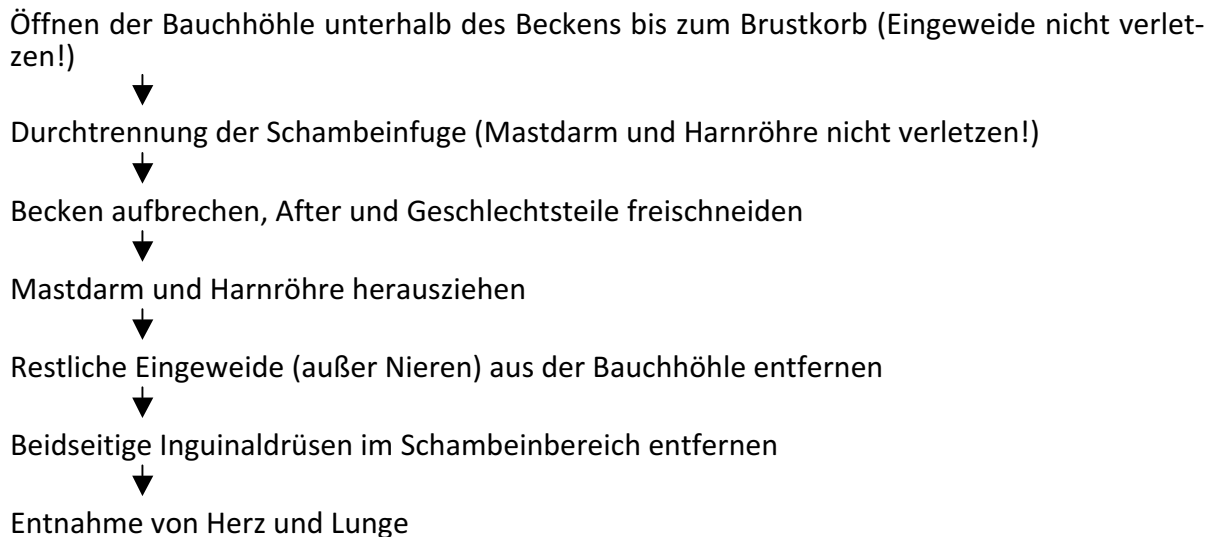 Öffnen der Bauchhöhle unterhalb des Beckens bis zum Brustkorb (Eingeweide nicht verlet-
zen!)
Durchtrennung der Schambeinfuge (Mastdarm und Harnröhre nicht verletzen!)
Becken aufbrechen, After und Geschlechtsteile freischneiden
Mastdarm und Harnröhre herausziehen
Restliche Eingeweide (außer Nieren) aus der Bauchhöhle entfernen
Beidseitige Inguinaldrüsen im Schambeinbereich entfernen
Entnahme von Herz und Lunge